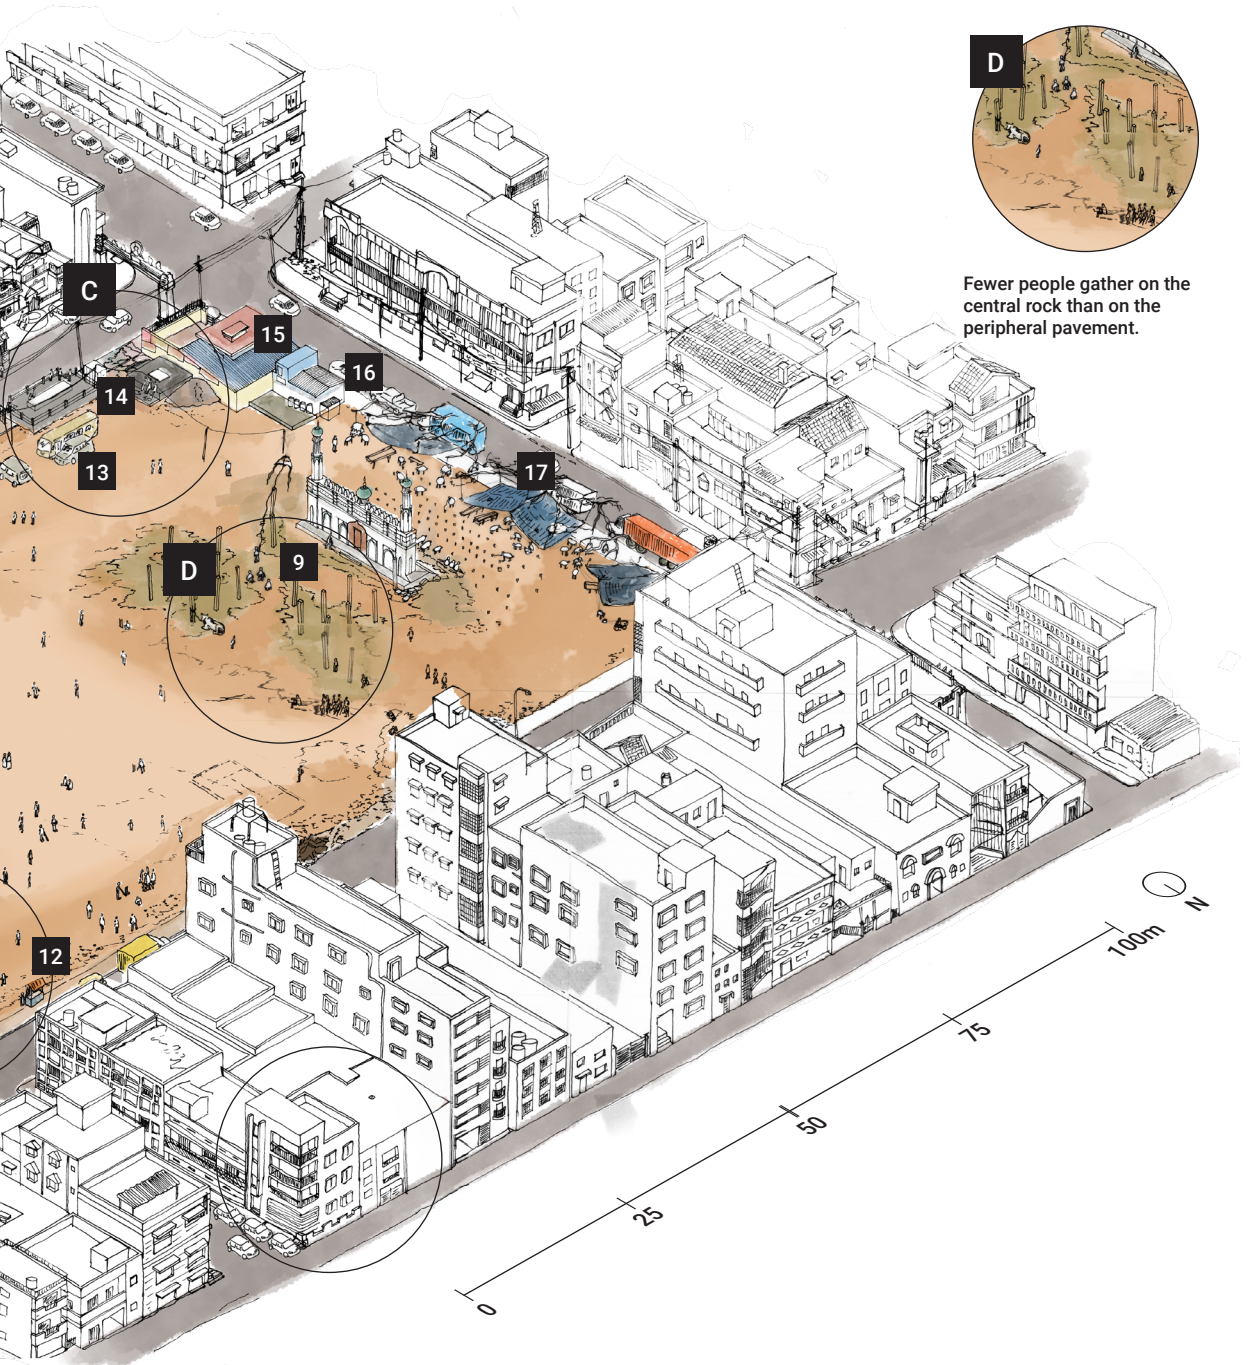 D
Fewer people gather on the
central rock than on the
peripheral pavement.
C
15
16
14
13
17
D
9
12
N
100m
75
50
25
0